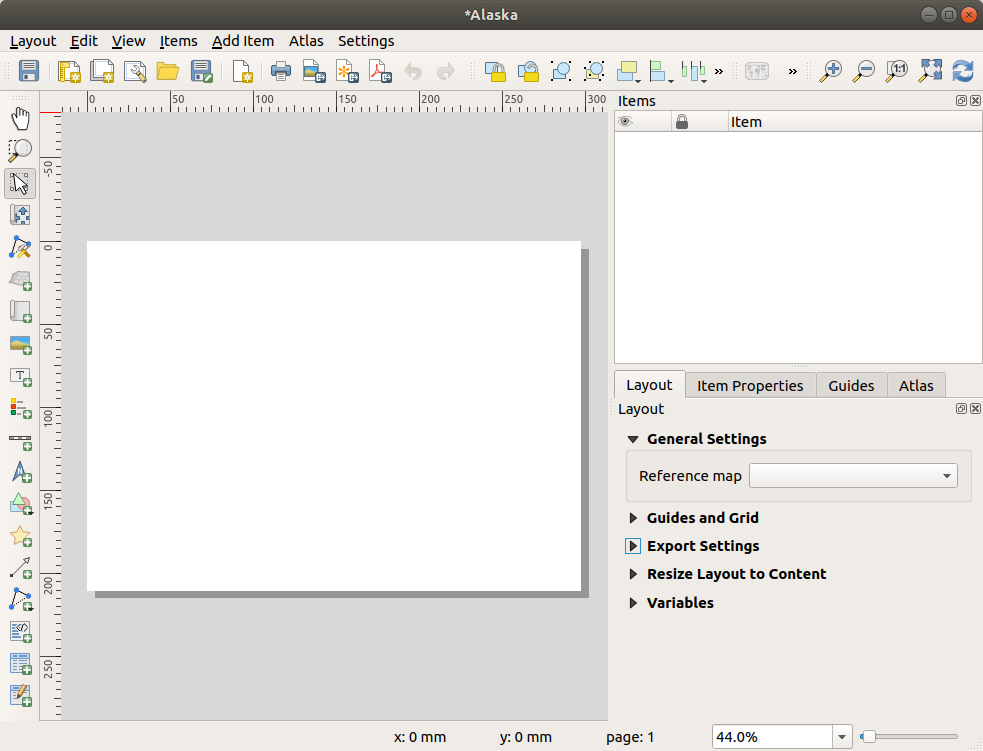 *Alaska
Layout Edit View Items Add Item Atlas Settings
1:1
0 50 100 150 200 250 300
Items
Item
-50
0
50
100
150
200
250
T
Layout Item Properties Guides Atlas
Layout
General Settings
Reference map
Guides and Grid
Export Settings
Resize Layout to Content
Variables
x: 0 mm y: 0 mm page: 1 44.0%